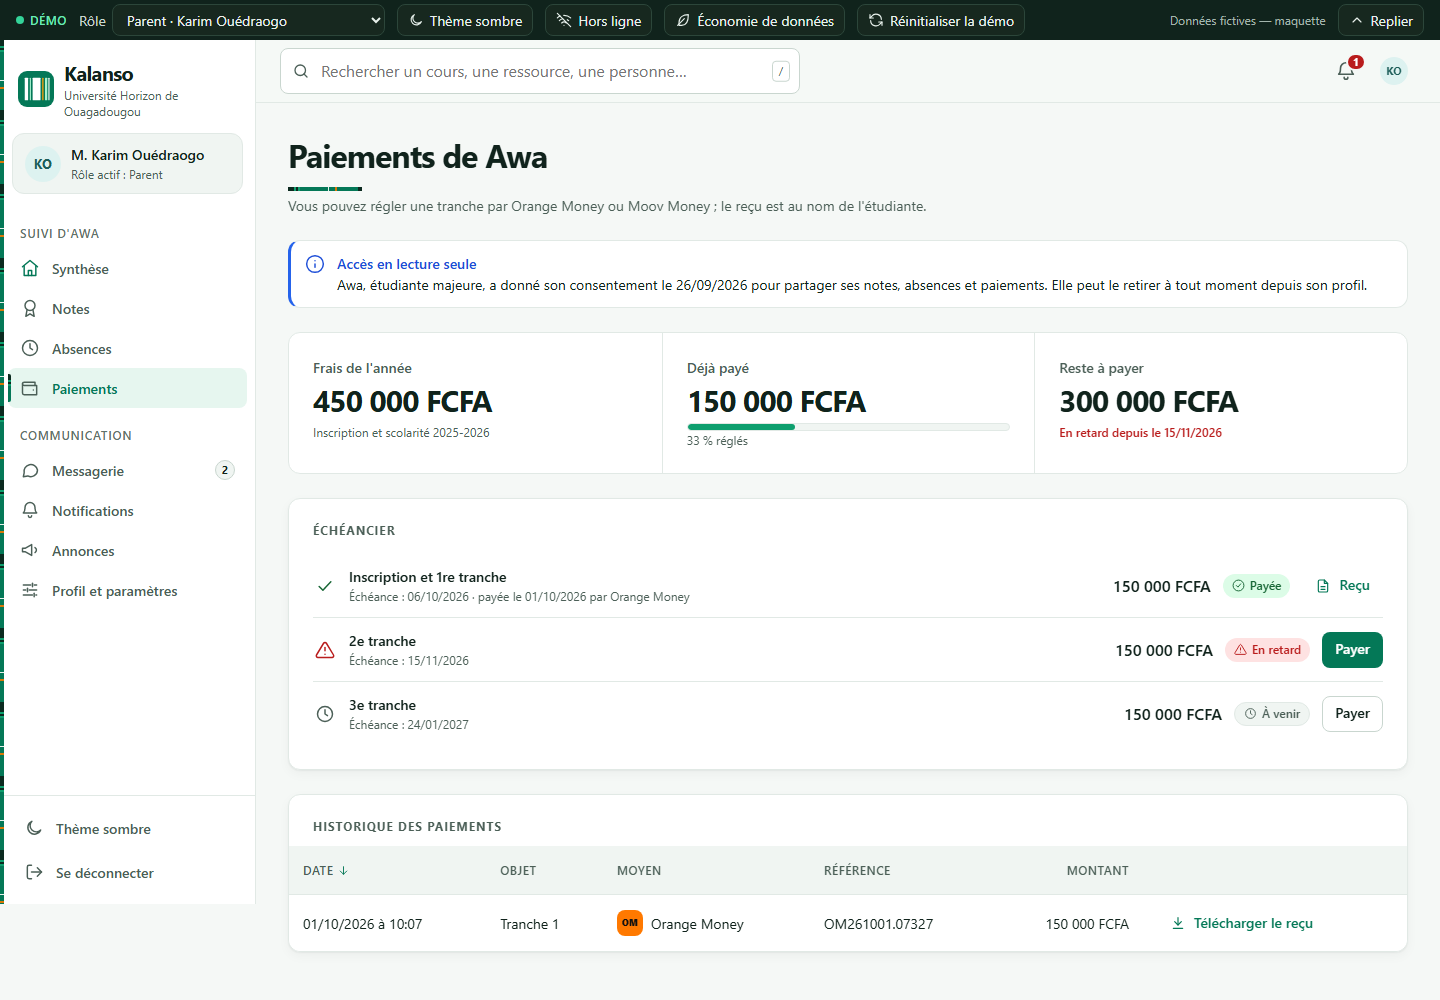 DÉMO Rôle Parent · Karim Ouédraogo Thème sombre Hors ligne Économie de données Réinitialiser la démo Données fictives — maquette Replier
Kalanso
Université Horizon de
Ouagadougou
Rechercher un cours, une ressource, une personne... /
1
KO
KO
M. Karim Ouédraogo
Rôle actif : Parent
SUIVI D'AWA
Synthèse
Notes
Absences
Paiements
COMMUNICATION
Messagerie 2
Notifications
Annonces
Profil et paramètres
Thème sombre
Se déconnecter
Paiements de Awa
Vous pouvez régler une tranche par Orange Money ou Moov Money ; le reçu est au nom de l'étudiante.
Accès en lecture seule
Awa, étudiante majeure, a donné son consentement le 26/09/2026 pour partager ses notes, absences et paiements. Elle peut le retirer à tout moment depuis son profil.
Frais de l'année
450 000 FCFA
Inscription et scolarité 2025-2026
Déjà payé
150 000 FCFA
33 % réglés
Reste à payer
300 000 FCFA
En retard depuis le 15/11/2026
ÉCHÉANCIER
Inscription et 1re tranche
Échéance : 06/10/2026 · payée le 01/10/2026 par Orange Money
150 000 FCFA Payée Reçu
2e tranche
Échéance : 15/11/2026
150 000 FCFA En retard Payer
3e tranche
Échéance : 24/01/2027
150 000 FCFA À venir Payer
HISTORIQUE DES PAIEMENTS
DATE ↓ OBJET MOYEN RÉFÉRENCE MONTANT
01/10/2026 à 10:07 Tranche 1 OM Orange Money OM261001.07327 150 000 FCFA Télécharger le reçu